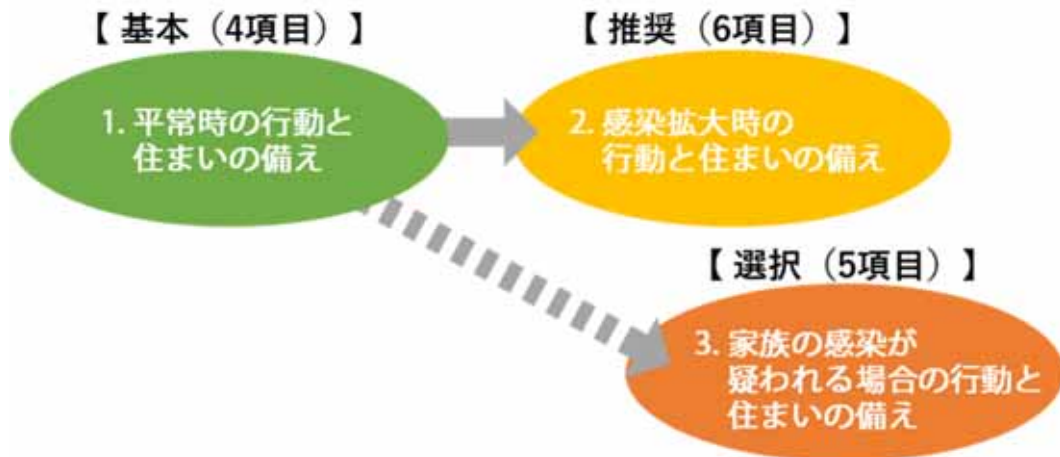 【 基本（4項目）】
1. 平常時の行動と
住まいの備え
【 推奨（6項目）】
2. 感染拡大時の
行動と住まいの備え
【 選択（5項目）】
3. 家族の感染が
疑われる場合の行動と
住まいの備え